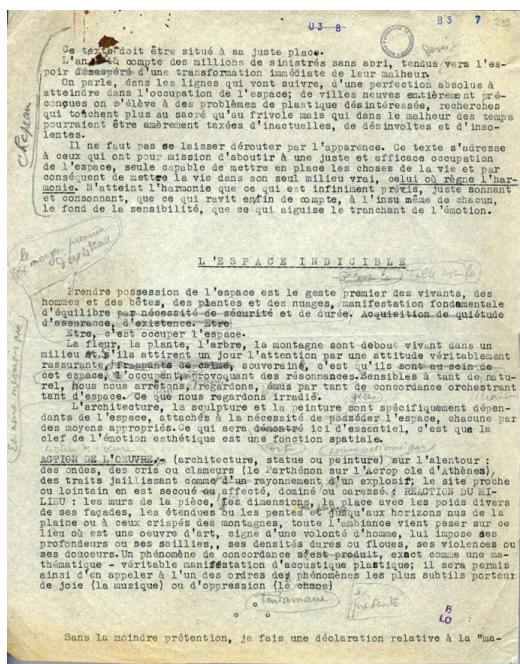 U3 8
B3 7
Ce texte doit être situé à sa juste place.
L'an 1945 compte des millions de sinistrés sans abri, tendus vers l'es-
poir désespéré d'une transformation immédiate de leur malheur.
On parle, dans les lignes qui vont suivre, d'une perfection absolue à
atteindre dans l'occupation de l'espace; de villes neuves entièrement pré-
conçues on s'élève à des problèmes de plastique désintéressée, recherches
qui touchent plus au sacré qu'au frivole mais qui dans le malheur des temps
pourraient être amèrement taxées d'inactuelles, de désinvoltes et d'inso-
lentes.
Il ne faut pas se laisser dérouter par l'apparence. Ce texte s'adresse
à ceux qui ont pour mission d'aboutir à une juste et efficace occupation
de l'espace, seule capable de mettre en place les choses de la vie et par
conséquent de mettre la vie dans son seul milieu vrai, celui où règne l'har-
monie. N'atteint l'harmonie que ce qui est infiniment précis, juste sonnant
et consonnant, que ce qui ravit enfin de compte, à l'insu même de chacun,
le fond de la sensibilité, que ce qui aiguise le tranchant de l'émotion.
L'ESPACE INDICIBLE
Prendre possession de l'espace est le geste premier des vivants, des
hommes et des bêtes, des plantes et des nuages, manifestation fondamentale
d'équilibre par nécessité de sécurité et de durée. Acquisition de quiétude
d'assurance, d'existence. Etre
Etre, c'est occuper l'espace.
La fleur, la plante, l'arbre, la montagne sont debout vivant dans un
milieu et s'ils attirent un jour l'attention par une attitude véritablement
rassurante, frappante de calme, souveraine, c'est qu'ils sont au sein de
cet espace, l'occupent, provoquant des résonnances. Sensibles à tant de natu-
rel, nous nous arrêtons, regardons, émus par tant de concordance orchestrant
tant d'espace. Ce que nous regardons irradie.
L'architecture, la sculpture et la peinture sont spécifiquement dépen-
dants de l'espace, attachés à la nécessité de posséder l'espace, chacune par
des moyens appropriés. Ce qui sera démontré ici d'essentiel, c'est que la
clef de l'émotion esthétique est une fonction spatiale.
ACTION DE L'OEUVRE, - (architecture, statue ou peinture) sur l'alentour :
des ondes, des cris ou clameurs (le Parthénon sur l'Acrop ole d'Athènes),
des traits jaillissant comme d'un rayonnement d'un explosif; le site proche
ou lointain en est secoué ou affecté, dominé ou caressé. REACTION DU MI-
LIEU : les murs de la pièce, ses dimensions, la place avec les poids divers
de ses façades, les étendues ou les pentes et jusqu'aux horizons nus de la
plaine ou à ceux crispés des montagnes, toute l'ambiance vient peser sur ce
lieu où est une oeuvre d'art, signe d'une volonté d'homme, lui impose ses
profondeurs ou ses saillies,, ses densités dures ou floues, ses violences ou
ses douceurs. Un phénomène de concordance s'est produit, exact comme une ma-
thématique - véritable manifestation d'acoustique plastique; il sera permis
ainsi d'en appeler à l'un des ordres des phénomènes les plus subtils porteur
de joie (la musique) ou d'oppression (le chaos)
tintamarre
Sans la moindre prétention, je fais une déclaration relative à la "ma-